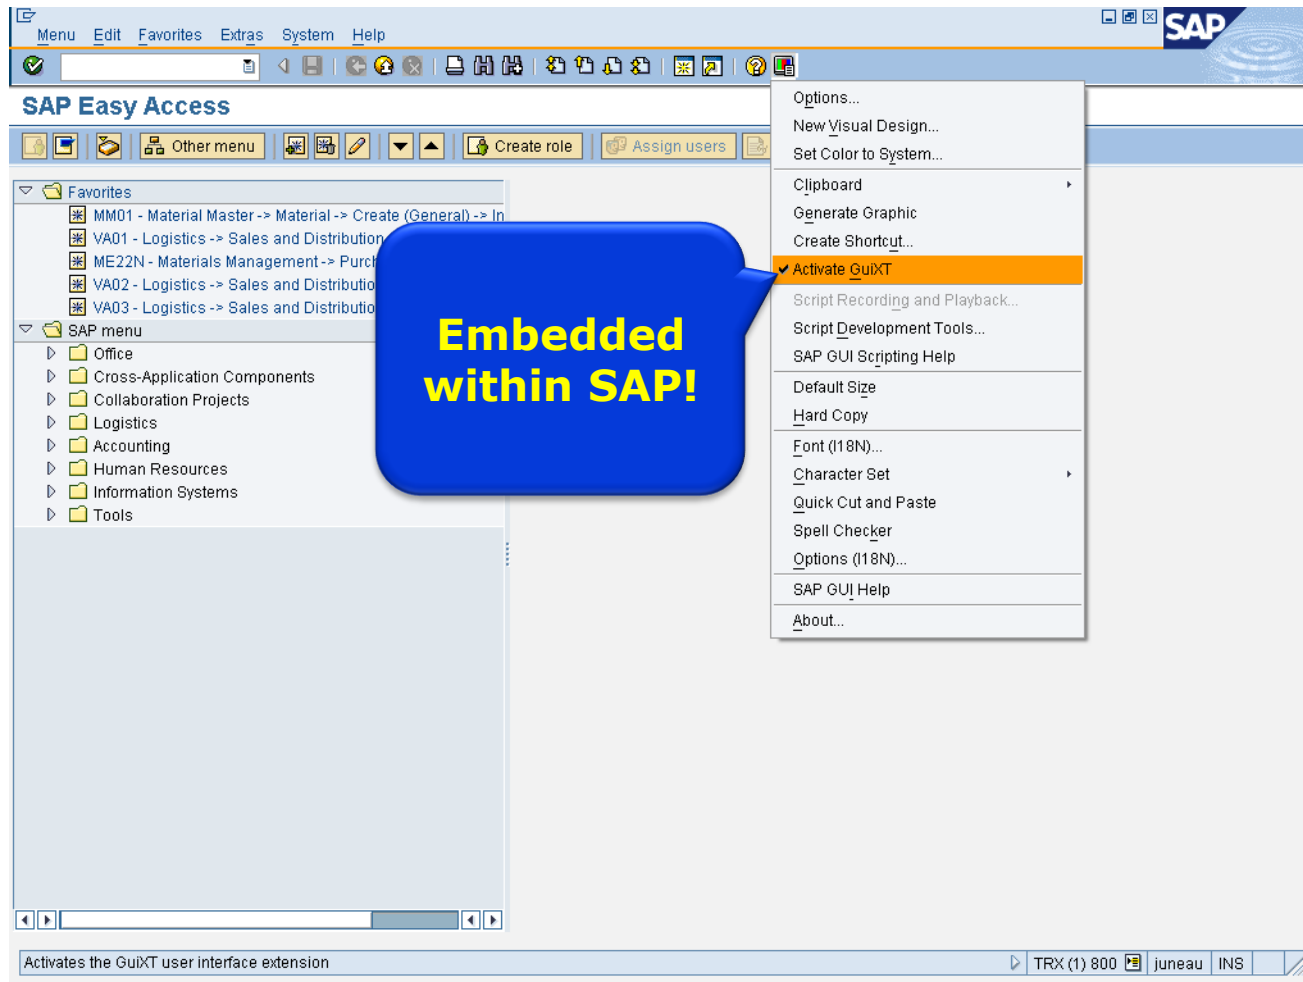 Menu Edit Favorites Extras System Help
SAP
SAP Easy Access
Other menu Create role Assign users
Favorites
MM01 - Material Master -> Material -> Create (General) -> In
VA01 - Logistics -> Sales and Distribution
ME22N - Materials Management -> Purch
VA02 - Logistics -> Sales and Distributio
VA03 - Logistics -> Sales and Distributio
SAP menu
Office
Cross-Application Components
Collaboration Projects
Logistics
Accounting
Human Resources
Information Systems
Tools
Embedded
within SAP!
Options...
New Visual Design...
Set Color to System...
Clipboard
Generate Graphic
Create Shortcut...
Activate GuiXT
Script Recording and Playback...
Script Development Tools...
SAP GUI Scripting Help
Default Size
Hard Copy
Font (I18N)...
Character Set
Quick Cut and Paste
Spell Checker
Options (I18N)...
SAP GUI Help
About...
Activates the GuiXT user interface extension
TRX (1) 800 juneau INS